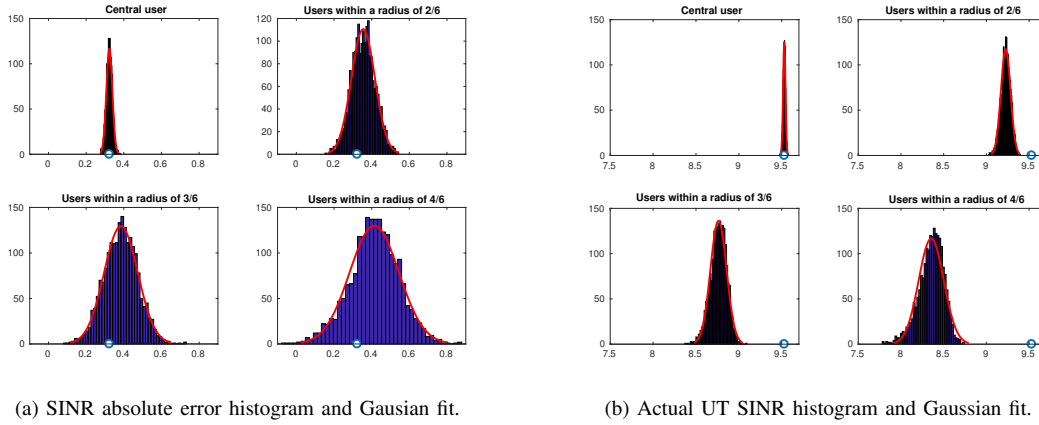 Central user
150
100
50
0
0 0.2 0.4 0.6 0.8
Users within a radius of 2/6
120
100
80
60
40
20
0
0 0.2 0.4 0.6 0.8
Users within a radius of 3/6
150
100
50
0
0 0.2 0.4 0.6 0.8
Users within a radius of 4/6
150
100
50
0
0 0.2 0.4 0.6 0.8
(a) SINR absolute error histogram and Gausian fit.
Central user
150
100
50
0
7.5 8 8.5 9 9.5
Users within a radius of 2/6
150
100
50
0
7.5 8 8.5 9 9.5
Users within a radius of 3/6
150
100
50
0
7.5 8 8.5 9 9.5
Users within a radius of 4/6
150
100
50
0
7.5 8 8.5 9 9.5
(b) Actual UT SINR histogram and Gaussian fit.